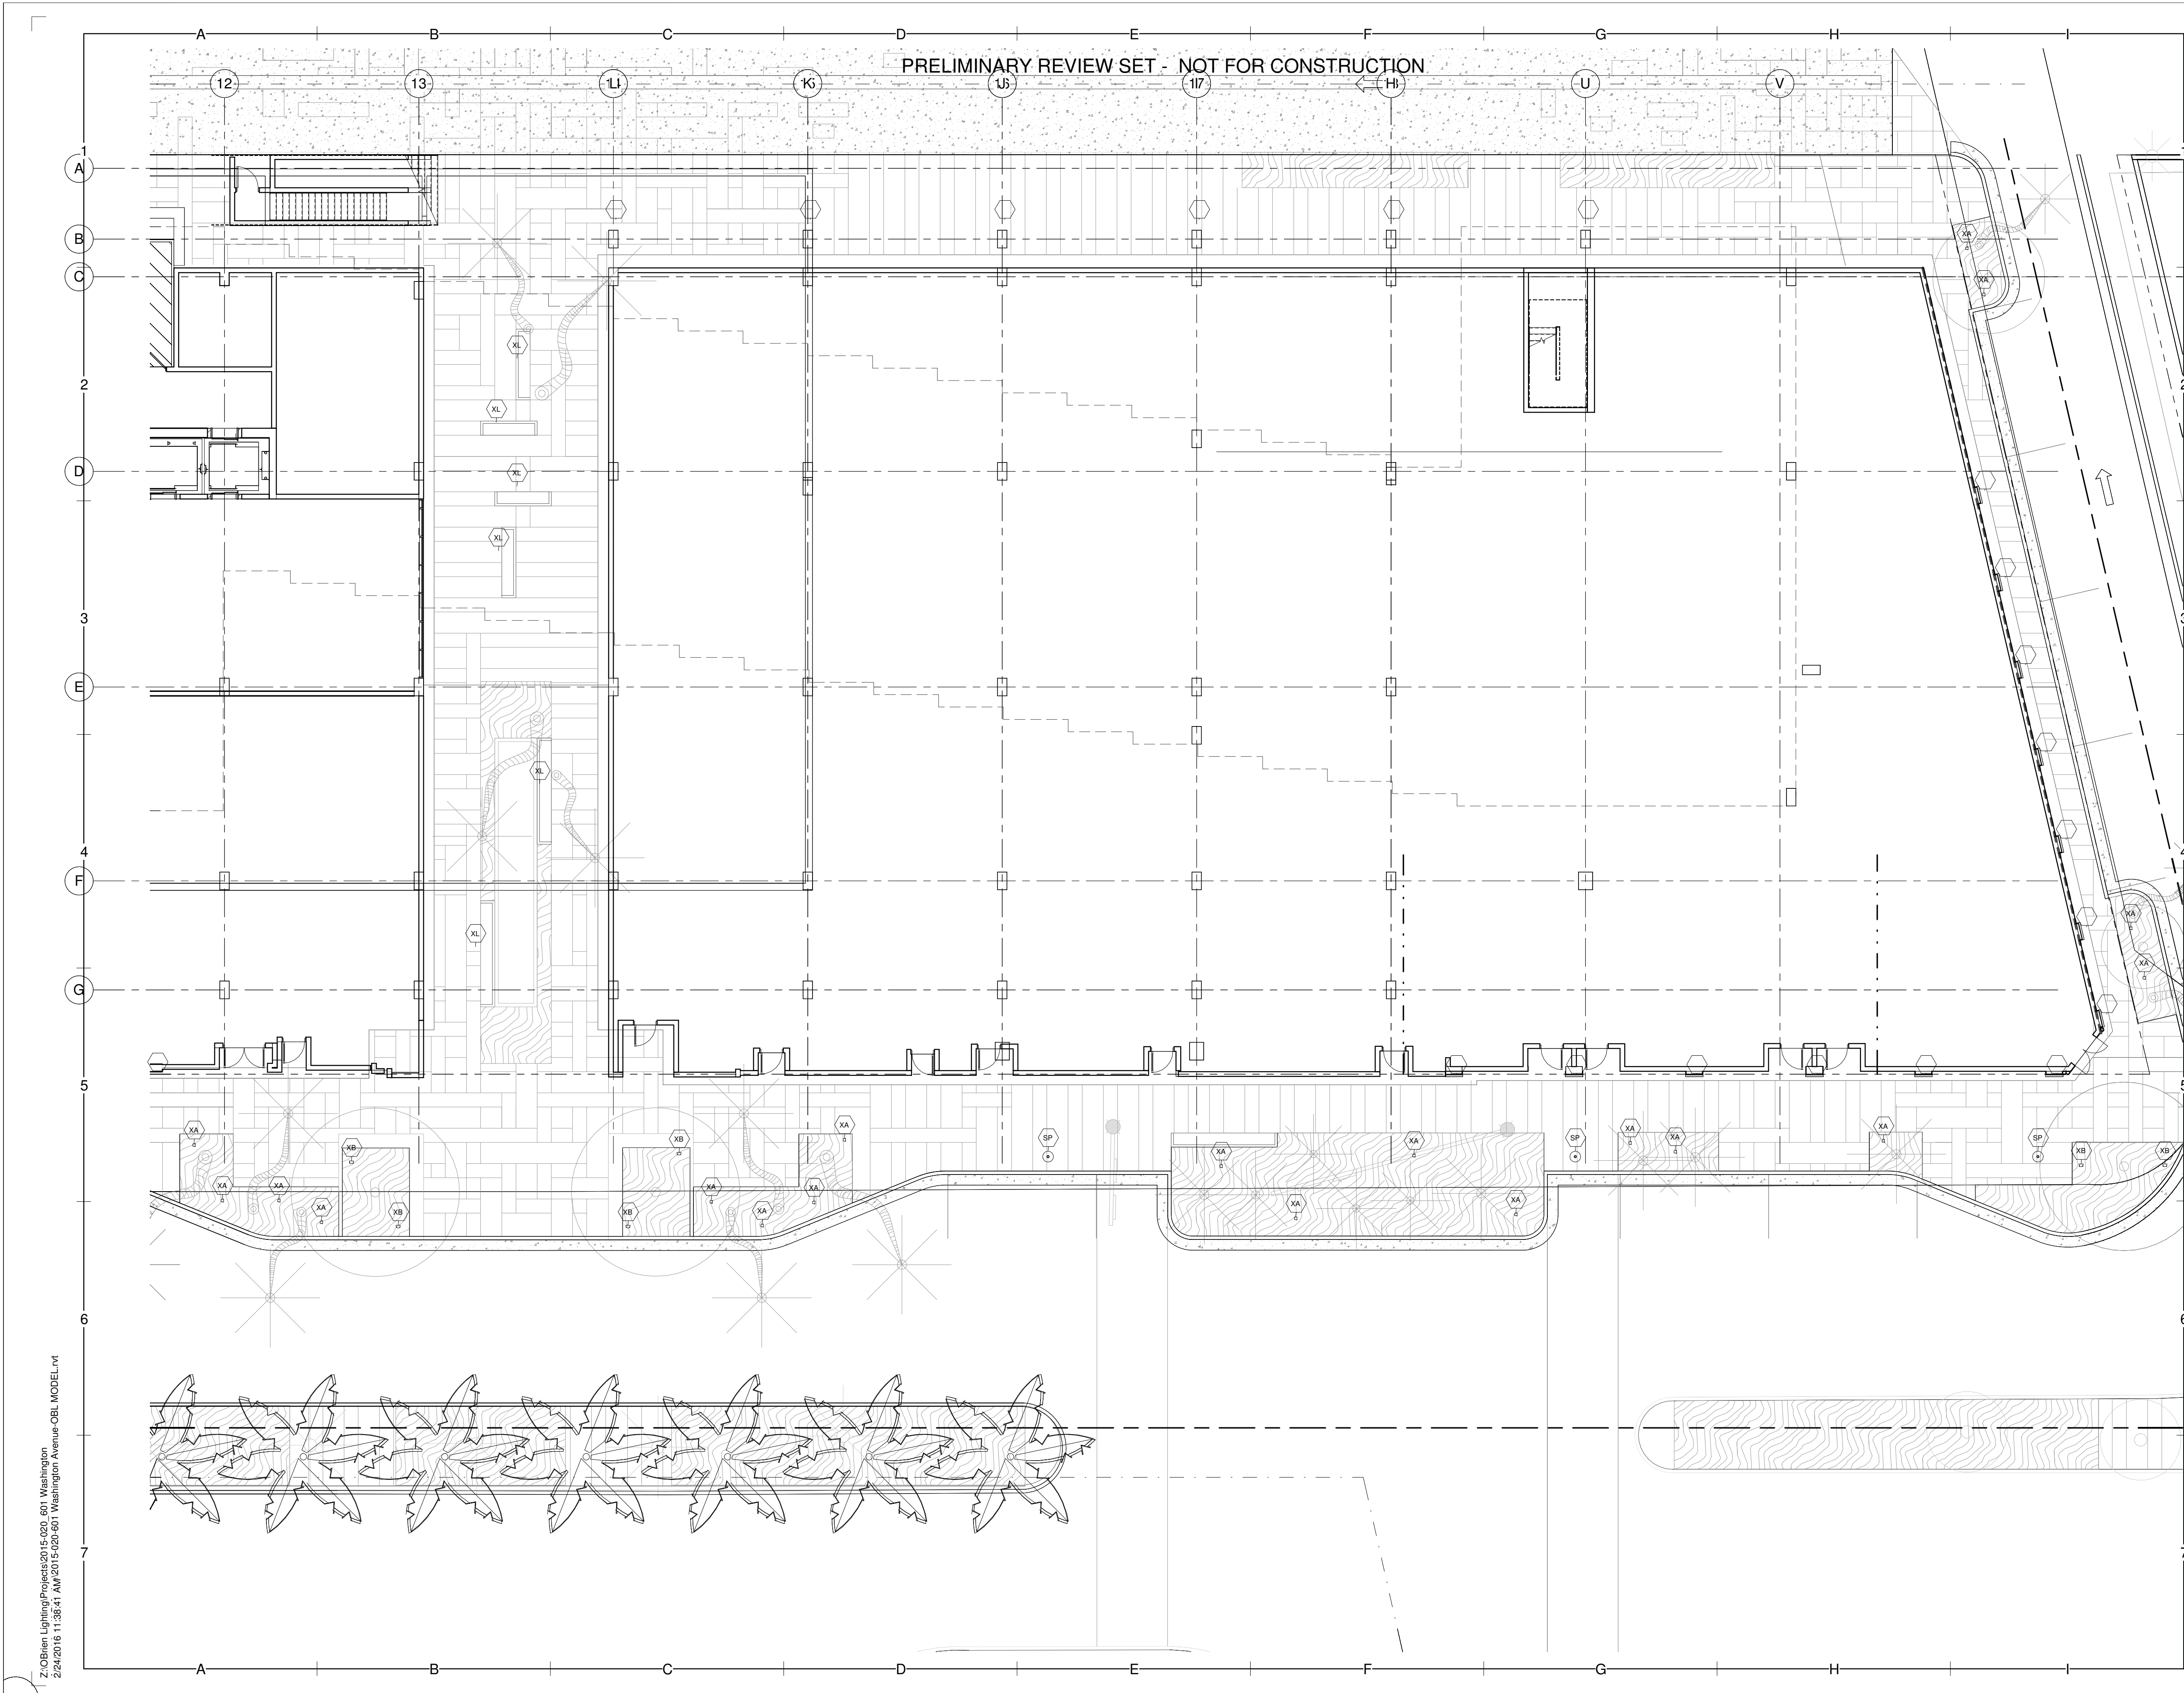 A B C D E F G H I
PRELIMINARY REVIEW SET - NOT FOR CONSTRUCTION
12 13 U V
1
A
XA
B
C
XA
XL
2
XL
D
XL
XL
3
E
XL
4
F
XA
XL
XA
G
5
XA XB XB XA SP XA XA SP XA XA XA SP XB XB
XA XA XA XA
XA XB XB XA XA XA
6
7
Z:\OBrien Lighting\Projects\2015-020_601 Washington
2/24/2016 11:38:41 AM\2015-020-601 Washington Avenue-OBL MODEL.rvt
A B C D E F G H I